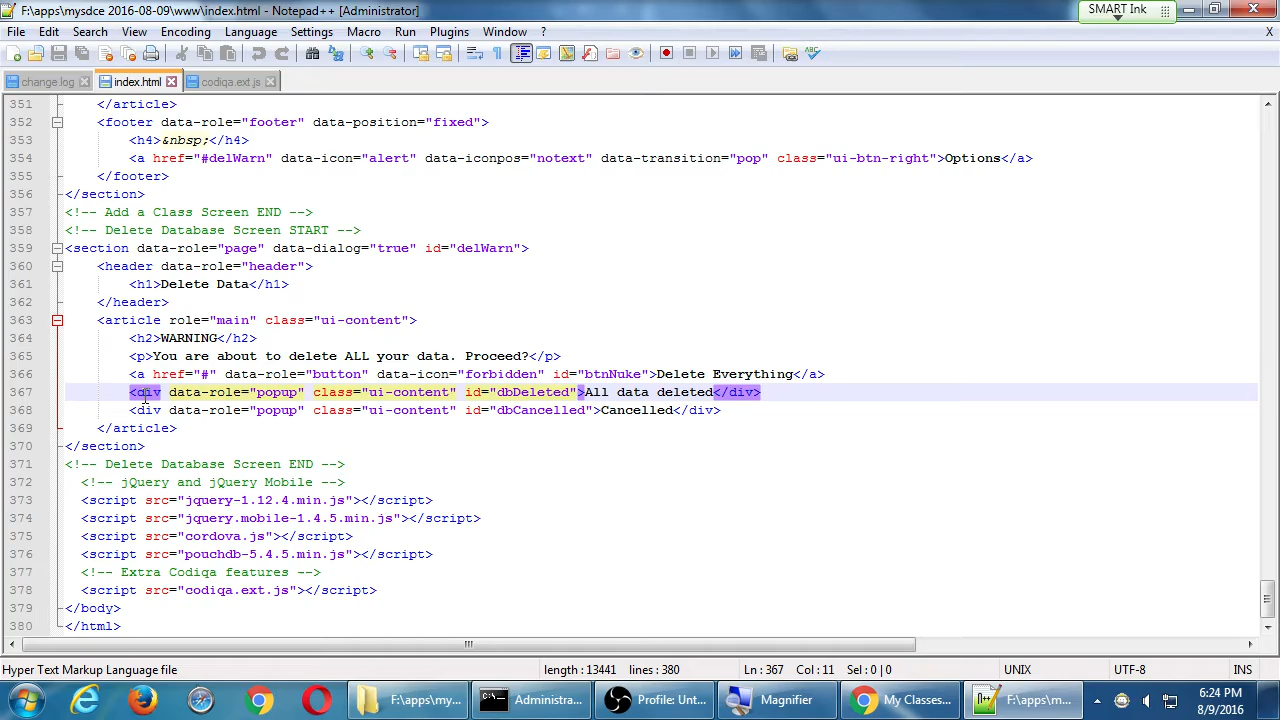 F:\apps\mysdce 2016-08-09\www\index.html - Notepad++ [Administrator]
SMART Ink
File Edit Search View Encoding Language Settings Macro Run Plugins Window ? X
change.log index.html codiqa.ext.js
351 </article>
352 <footer data-role="footer" data-position="fixed">
353 <h4>&nbsp;</h4>
354 <a href="#delWarn" data-icon="alert" data-iconpos="notext" data-transition="pop" class="ui-btn-right">Options</a>
355 </footer>
356 </section>
357 <!-- Add a Class Screen END -->
358 <!-- Delete Database Screen START -->
359 <section data-role="page" data-dialog="true" id="delWarn">
360 <header data-role="header">
361 <h1>Delete Data</h1>
362 </header>
363 <article role="main" class="ui-content">
364 <h2>WARNING</h2>
365 <p>You are about to delete ALL your data. Proceed?</p>
366 <a href="#" data-role="button" data-icon="forbidden" id="btnNuke">Delete Everything</a>
367 <div data-role="popup" class="ui-content" id="dbDeleted">All data deleted</div>
368 <div data-role="popup" class="ui-content" id="dbCancelled">Cancelled</div>
369 </article>
370 </section>
371 <!-- Delete Database Screen END -->
372 <!-- jQuery and jQuery Mobile -->
373 <script src="jquery-1.12.4.min.js"></script>
374 <script src="jquery.mobile-1.4.5.min.js"></script>
375 <script src="cordova.js"></script>
376 <script src="pouchdb-5.4.5.min.js"></script>
377 <!-- Extra Codiqa features -->
378 <script src="codiqa.ext.js"></script>
379 </body>
380 </html>
Hyper Text Markup Language file length : 13441 lines : 380 Ln : 367 Col : 11 Sel : 0 | 0 UNIX UTF-8 INS
F:\apps\my... Administra... Profile: Unt... Magnifier My Classes... F:\apps\m... 6:24 PM
8/9/2016